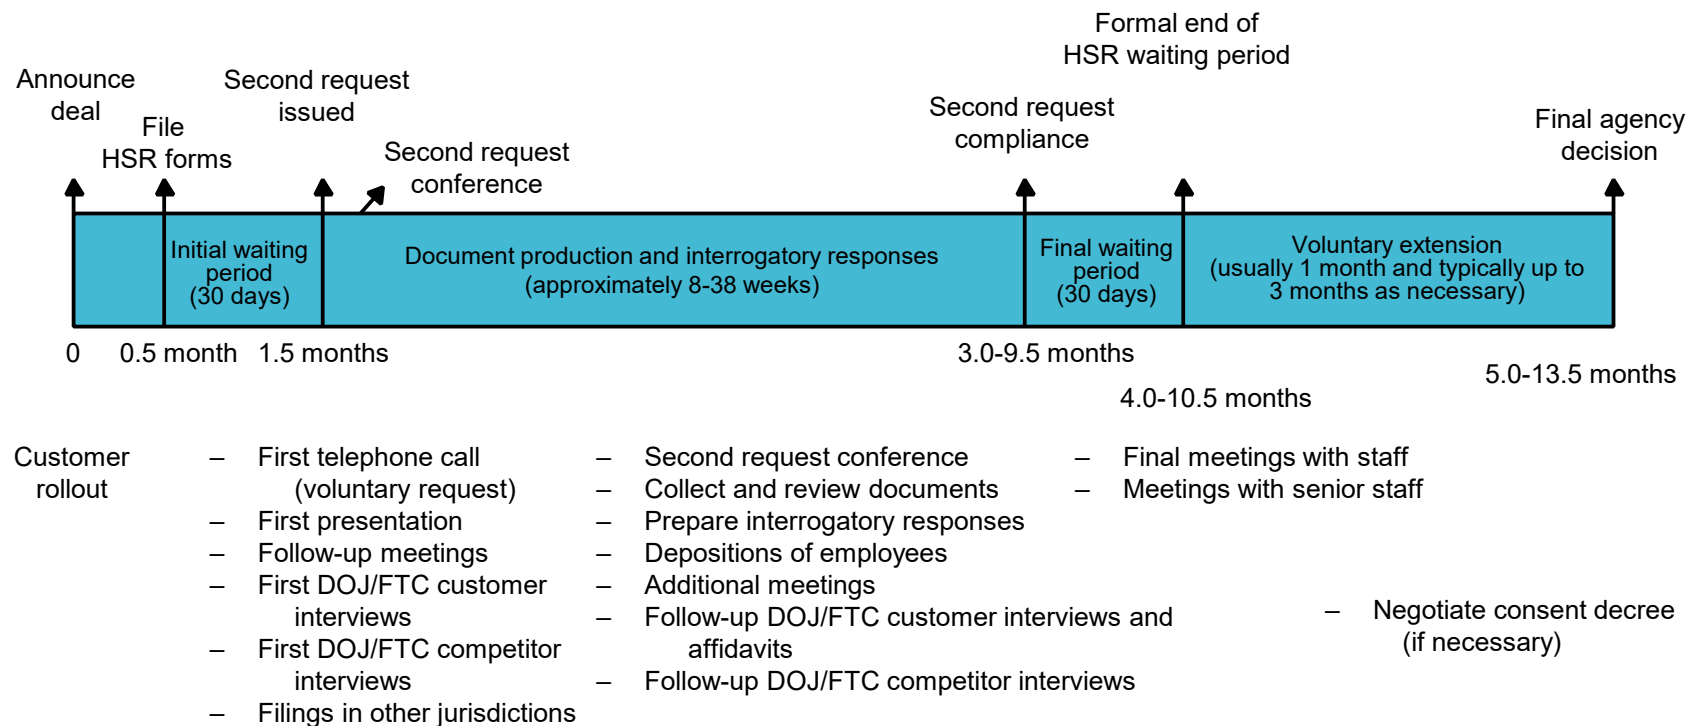 Announce
deal
File
HSR forms
Second request
issued
Second request
conference
Second request
compliance
Formal end of
HSR waiting period
Final agency
decision
Initial waiting
period
(30 days)
Document production and interrogatory responses
(approximately 8-38 weeks)
Final waiting
period
(30 days)
Voluntary extension
(usually 1 month and typically up to
3 months as necessary)
0
0.5 month
1.5 months
3.0-9.5 months
4.0-10.5 months
5.0-13.5 months
Customer
rollout
– First telephone call
(voluntary request)
– First presentation
– Follow-up meetings
– First DOJ/FTC customer
interviews
– First DOJ/FTC competitor
interviews
– Filings in other jurisdictions
– Second request conference
– Collect and review documents
– Prepare interrogatory responses
– Depositions of employees
– Additional meetings
– Follow-up DOJ/FTC customer interviews and
affidavits
– Follow-up DOJ/FTC competitor interviews
– Final meetings with staff
– Meetings with senior staff
– Negotiate consent decree
(if necessary)